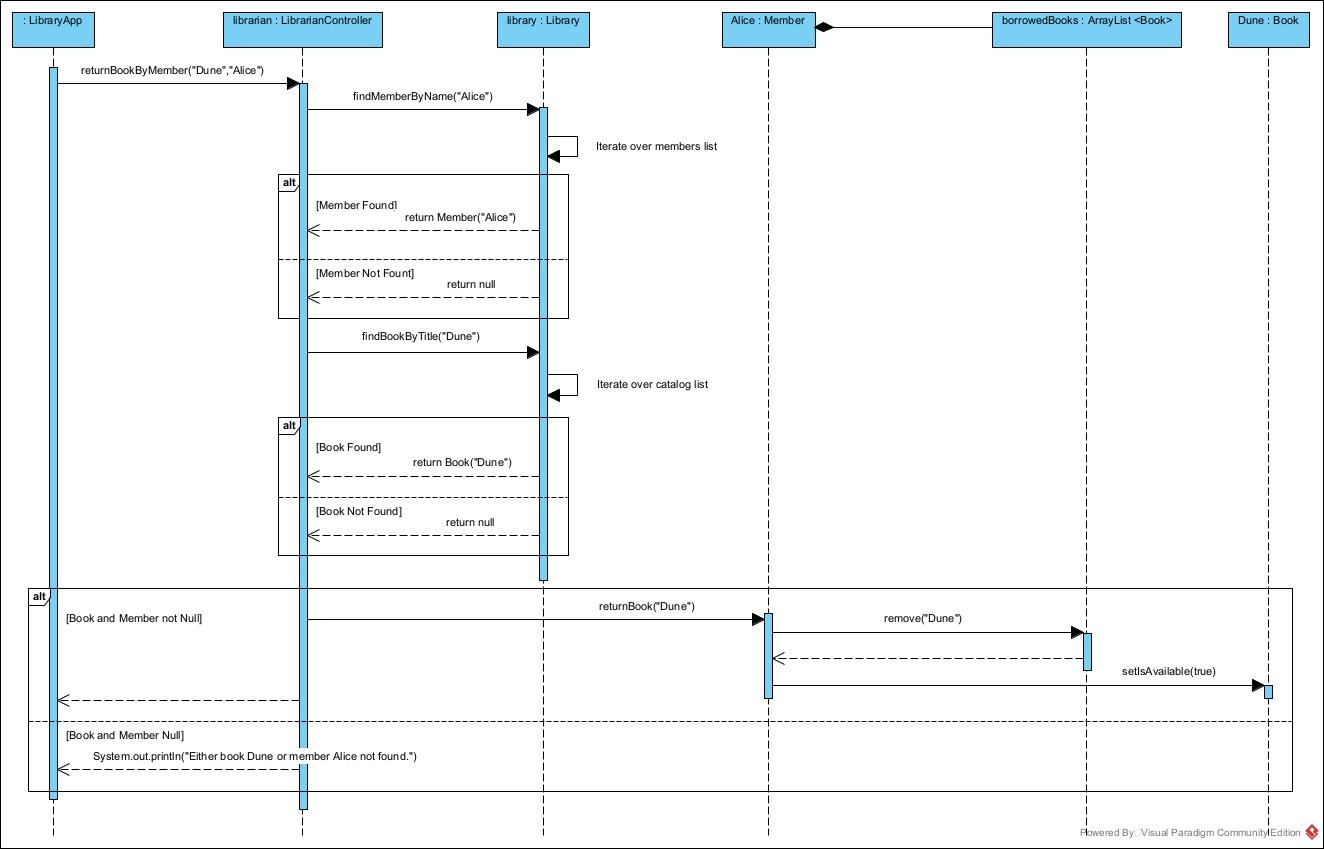 : LibraryApp
librarian : LibrarianController
library : Library
Alice : Member
borrowedBooks : ArrayList <Book>
Dune : Book
returnBookByMember("Dune","Alice")
findMemberByName("Alice")
Iterate over members list
alt
[Member Found]
return Member("Alice")
[Member Not Fount]
return null
findBookByTitle("Dune")
Iterate over catalog list
alt
[Book Found]
return Book("Dune")
[Book Not Found]
return null
alt
[Book and Member not Null]
returnBook("Dune")
remove("Dune")
setIsAvailable(true)
[Book and Member Null]
System.out.println("Either book Dune or member Alice not found.")
Powered By Visual Paradigm Community Edition